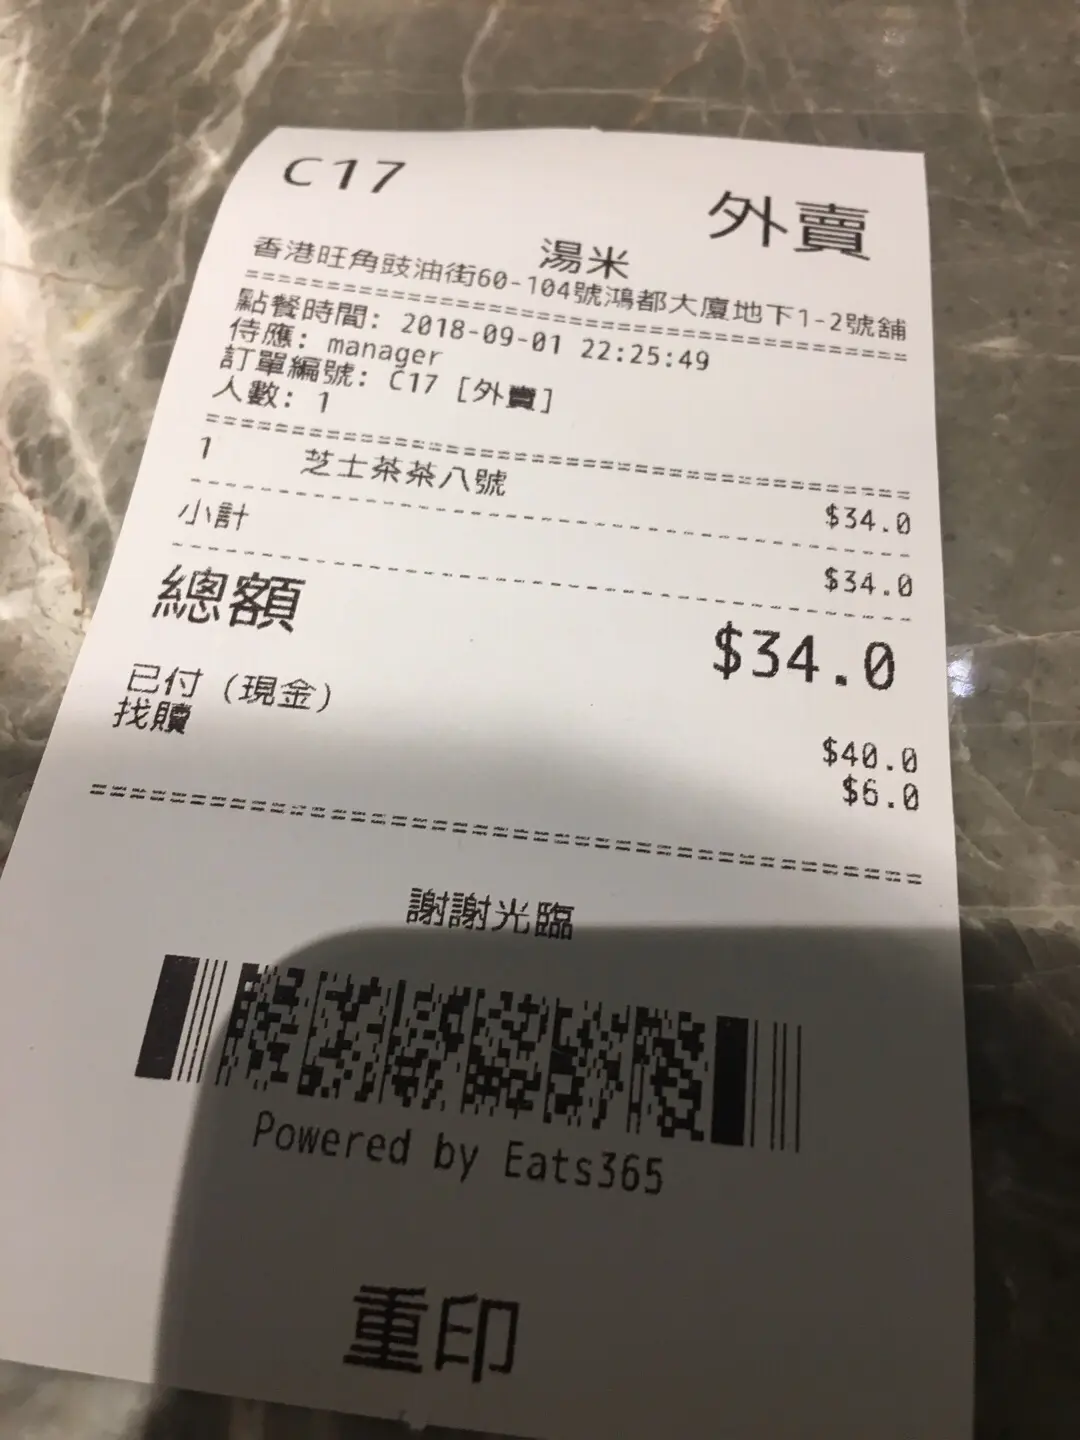 C17
外賣
湯米
香港旺角豉油街60-104號鴻都大廈地下1-2號舖
點餐時間: 2018-09-01 22:25:49
侍應: manager
訂單編號: C17 [外賣]
人數: 1
1 芝士茶茶八號 $34.0
小計 $34.0
總額 $34.0
已付 (現金) $40.0
找贖 $6.0
謝謝光臨
Powered by Eats365
重印